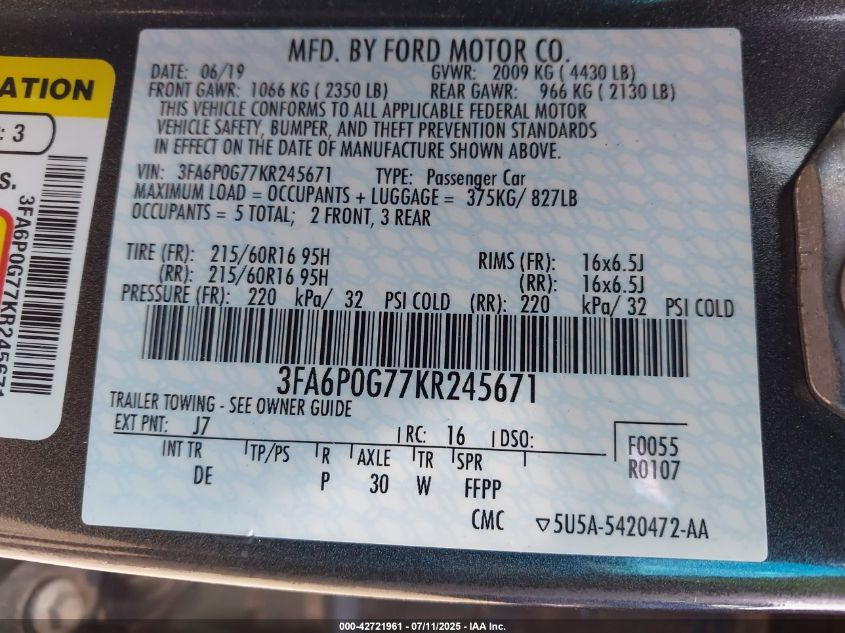 MFD. BY FORD MOTOR CO.
DATE: 06/19 GVWR: 2009 KG ( 4430 LB)
FRONT GAWR: 1066 KG ( 2350 LB) REAR GAWR: 966 KG ( 2130 LB)
THIS VEHICLE CONFORMS TO ALL APPLICABLE FEDERAL MOTOR
VEHICLE SAFETY, BUMPER, AND THEFT PREVENTION STANDARDS
IN EFFECT ON THE DATE OF MANUFACTURE SHOWN ABOVE.
VIN: 3FA6P0G77KR245671 TYPE: Passenger Car
MAXIMUM LOAD = OCCUPANTS + LUGGAGE = 375KG/ 827LB
OCCUPANTS = 5 TOTAL; 2 FRONT, 3 REAR
TIRE (FR): 215/60R16 95H RIMS (FR): 16x6.5J
(RR): 215/60R16 95H (RR): 16x6.5J
PRESSURE (FR): 220 kPa/ 32 PSI COLD (RR): 220 kPa/ 32 PSI COLD
3FA6P0G77KR245671
TRAILER TOWING - SEE OWNER GUIDE
EXT PNT: J7 RC: 16 DSO: F0055
INT TR TP/PS R AXLE TR SPR R0107
DE P 30 W FFPP
CMC ▽5U5A-5420472-AA
ATION
: 3
S.
3FA6P0G77KR245671
000-42721961 - 07/11/2025 - IAA Inc.